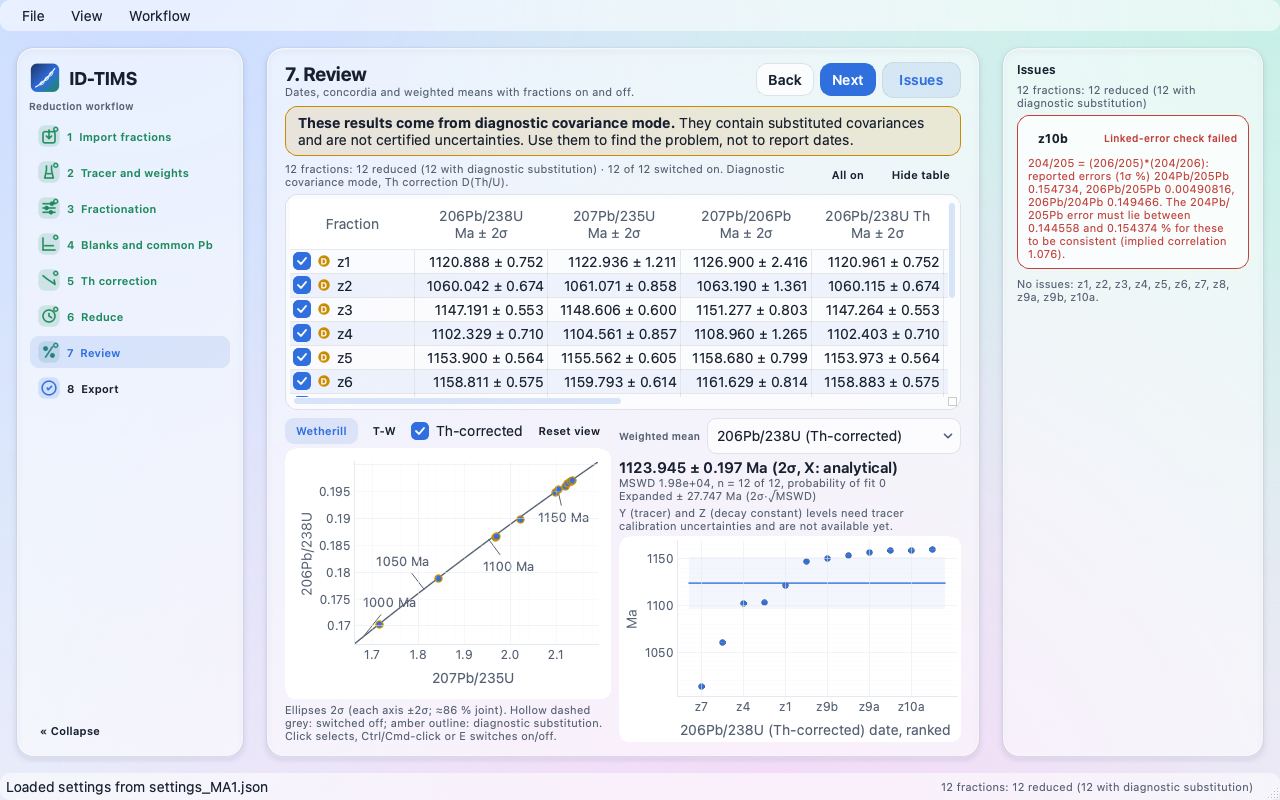 File View Workflow
ID-TIMS
Reduction workflow
1 Import fractions
2 Tracer and weights
3 Fractionation
4 Blanks and common Pb
5 Th correction
6 Reduce
7 Review
8 Export
« Collapse
7. Review
Dates, concordia and weighted means with fractions on and off.
Back Next Issues
These results come from diagnostic covariance mode. They contain substituted covariances
and are not certified uncertainties. Use them to find the problem, not to report dates.
12 fractions: 12 reduced (12 with diagnostic substitution) · 12 of 12 switched on. Diagnostic
covariance mode, Th correction D(Th/U).
All on Hide table
Fraction 206Pb/238U 207Pb/235U 207Pb/206Pb 206Pb/238U Th
Ma ± 2σ Ma ± 2σ Ma ± 2σ Ma ± 2σ
D z1 1120.888 ± 0.752 1122.936 ± 1.211 1126.900 ± 2.416 1120.961 ± 0.752
D z2 1060.042 ± 0.674 1061.071 ± 0.858 1063.190 ± 1.361 1060.115 ± 0.674
D z3 1147.191 ± 0.553 1148.606 ± 0.600 1151.277 ± 0.803 1147.264 ± 0.553
D z4 1102.329 ± 0.710 1104.561 ± 0.857 1108.960 ± 1.265 1102.403 ± 0.710
D z5 1153.900 ± 0.564 1155.562 ± 0.605 1158.680 ± 0.799 1153.973 ± 0.564
D z6 1158.811 ± 0.575 1159.793 ± 0.614 1161.629 ± 0.814 1158.883 ± 0.575
Wetherill T-W Th-corrected Reset view
206Pb/238U
0.195
0.19
0.185
0.18
0.175
0.17
1150 Ma
1100 Ma
1050 Ma
1000 Ma
1.7 1.8 1.9 2.0 2.1
207Pb/235U
Ellipses 2σ (each axis ±2σ; ≈86 % joint). Hollow dashed
grey: switched off; amber outline: diagnostic substitution.
Click selects, Ctrl/Cmd-click or E switches on/off.
Weighted mean 206Pb/238U (Th-corrected)
1123.945 ± 0.197 Ma (2σ, X: analytical)
MSWD 1.98e+04, n = 12 of 12, probability of fit 0
Expanded ± 27.747 Ma (2σ·√MSWD)
Y (tracer) and Z (decay constant) levels need tracer
calibration uncertainties and are not available yet.
Ma
1150
1100
1050
z7 z4 z1 z9b z9a z10a
206Pb/238U (Th-corrected) date, ranked
Issues
12 fractions: 12 reduced (12 with
diagnostic substitution)
z10b Linked-error check failed
204/205 = (206/205)*(204/206):
reported errors (1σ %) 204Pb/205Pb
0.154734, 206Pb/205Pb 0.00490816,
206Pb/204Pb 0.149466. The 204Pb/
205Pb error must lie between
0.144558 and 0.154374 % for these
to be consistent (implied correlation
1.076).
No issues: z1, z2, z3, z4, z5, z6, z7, z8,
z9a, z9b, z10a.
Loaded settings from settings_MA1.json
12 fractions: 12 reduced (12 with diagnostic substitution)